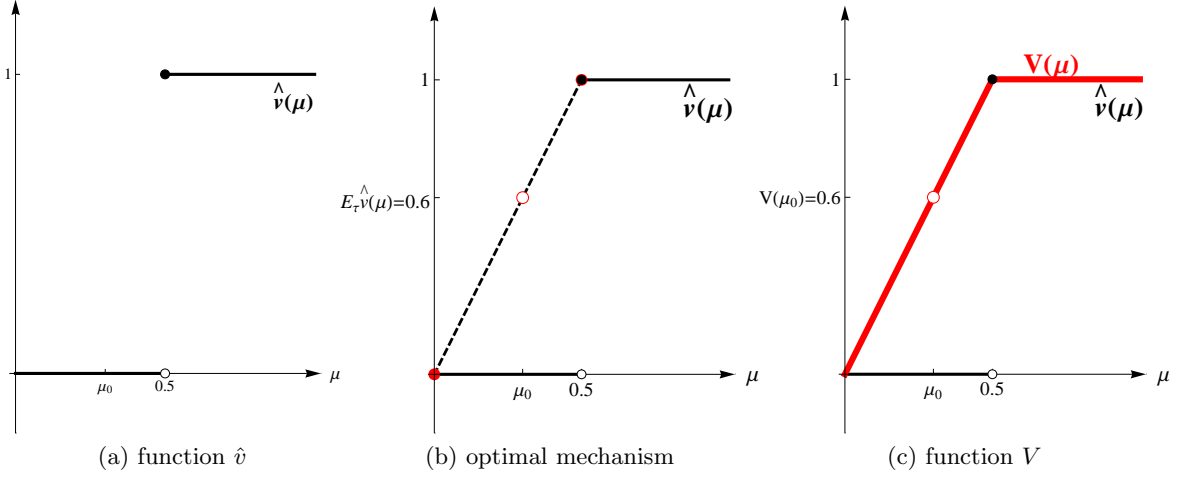 1
v̂(μ)
μ
μ₀
0.5
(a) function v̂
1
v̂(μ)
E_τ v̂(μ)=0.6
μ
μ₀
0.5
(b) optimal mechanism
V(μ)
1
v̂(μ)
V(μ₀)=0.6
μ
μ₀
0.5
(c) function V